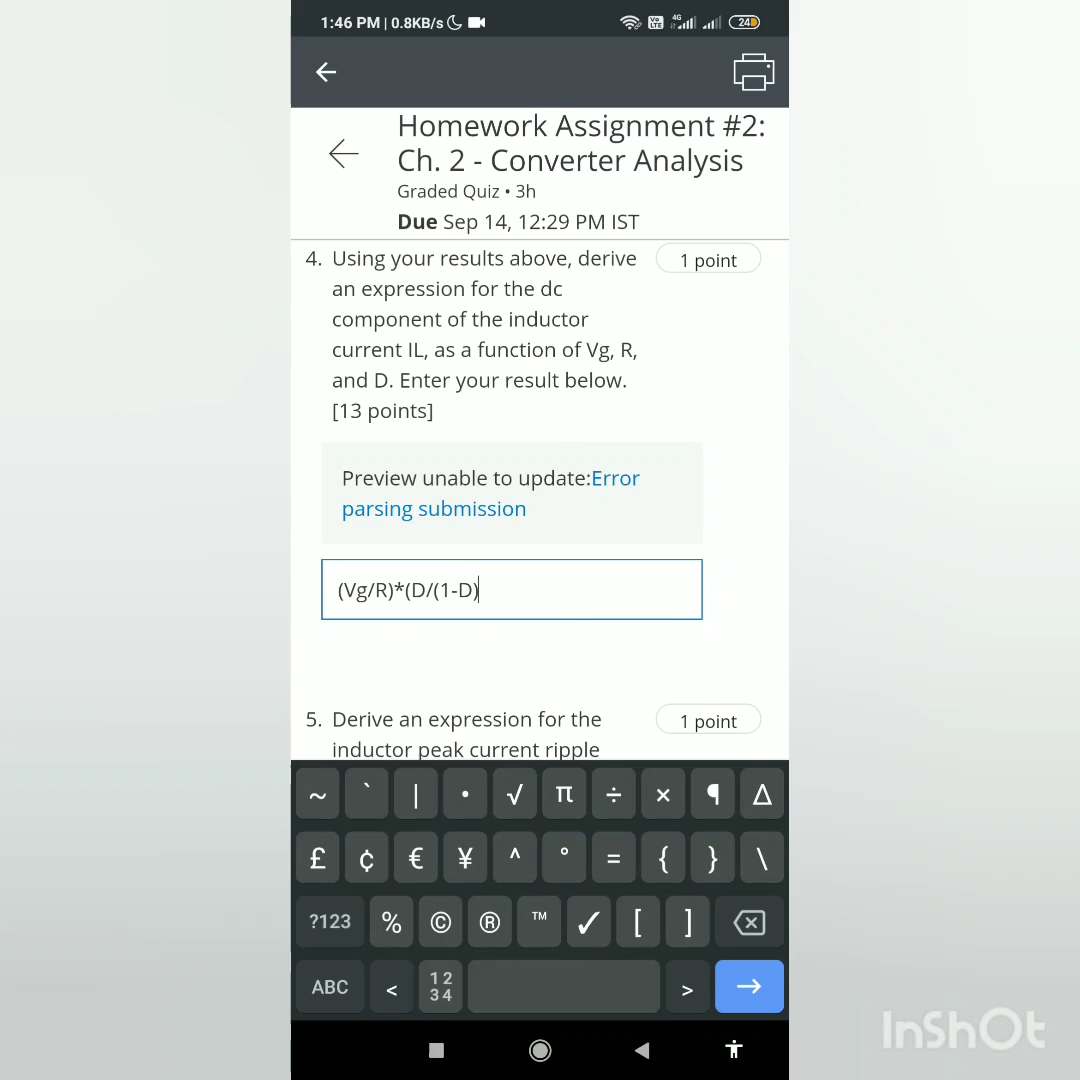 1:46 PM | 0.8KB/s Vo LTE 4G 24
Homework Assignment #2:
Ch. 2 - Converter Analysis
Graded Quiz • 3h
Due Sep 14, 12:29 PM IST
4. Using your results above, derive 1 point
an expression for the dc
component of the inductor
current IL, as a function of Vg, R,
and D. Enter your result below.
[13 points]
Preview unable to update:Error
parsing submission
(Vg/R)*(D/(1-D)
5. Derive an expression for the 1 point
inductor peak current ripple
~ ` | • √ π ÷ × ¶ Δ
£ ¢ € ¥ ^ ° = { } \
?123 % © ® ™ ✓ [ ]
ABC < 12 34 >
InShOt